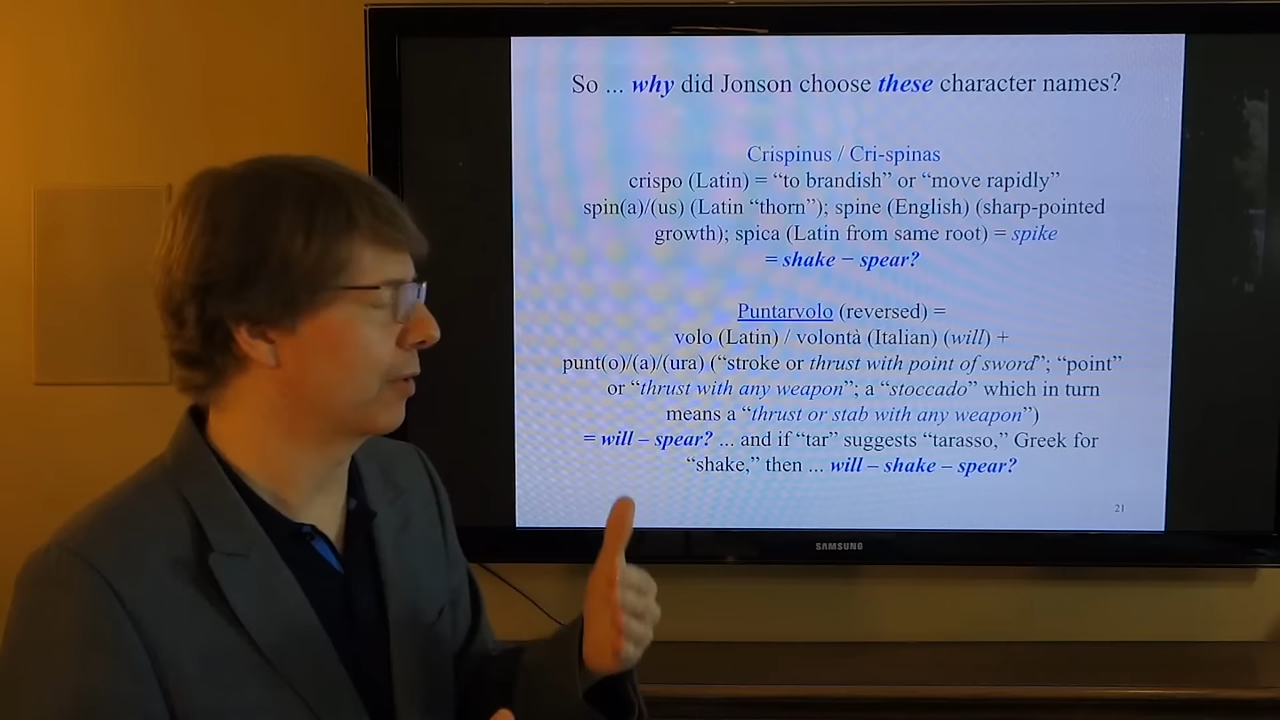 So ... why did Jonson choose these character names?
Crispinus / Cri-spinas
crispo (Latin) = “to brandish” or “move rapidly”
spin(a)/(us) (Latin “thorn”); spine (English) (sharp-pointed
growth); spica (Latin from same root) = spike
= shake – spear?
Puntarvolo (reversed) =
volo (Latin) / volontà (Italian) (will) +
punt(o)/(a)/(ura) (“stroke or thrust with point of sword”; “point”
or “thrust with any weapon”; a “stoccado” which in turn
means a “thrust or stab with any weapon”)
= will – spear? ... and if “tar” suggests “tarasso,” Greek for
“shake,” then ... will – shake – spear?
21
SAMSUNG